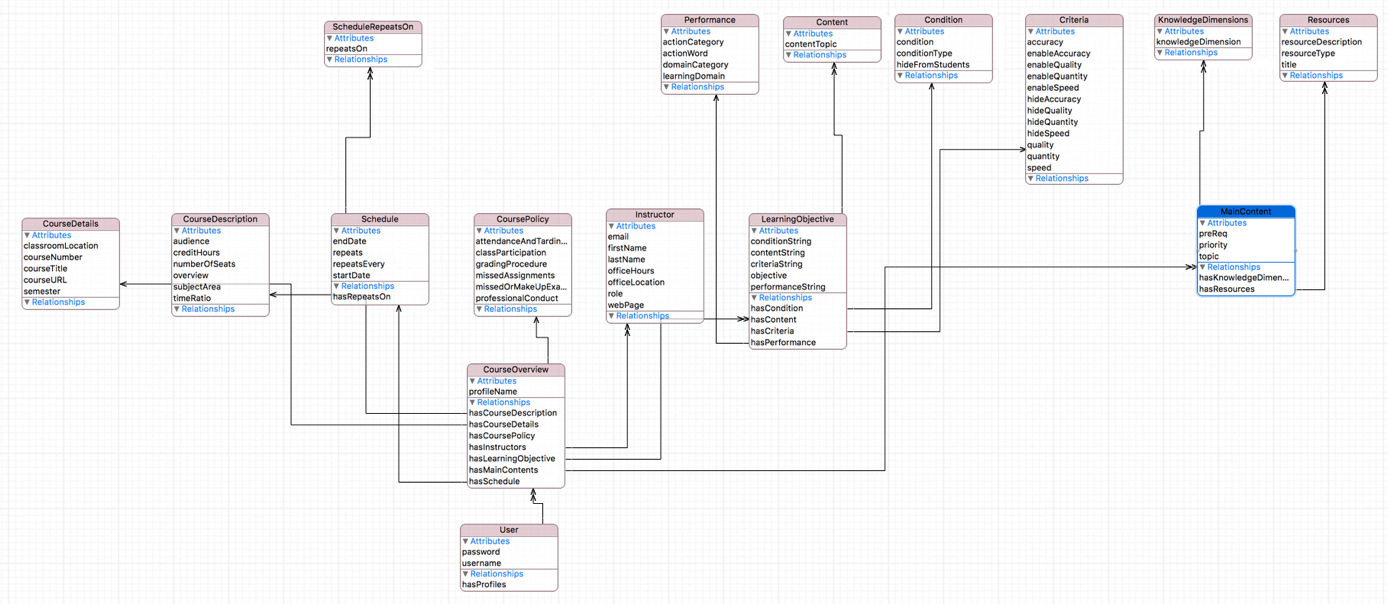 ScheduleRepeatsOn
▼ Attributes
repeatsOn
▼ Relationships
Performance
▼ Attributes
actionCategory
actionWord
domainCategory
learningDomain
▼ Relationships
Content
▼ Attributes
contentTopic
▼ Relationships
Condition
▼ Attributes
condition
conditionType
hideFromStudents
▼ Relationships
Criteria
▼ Attributes
accuracy
enableAccuracy
enableQuality
enableQuantity
enableSpeed
hideAccuracy
hideQuality
hideQuantity
hideSpeed
quality
quantity
speed
▼ Relationships
KnowledgeDimensions
▼ Attributes
knowledgeDimension
▼ Relationships
Resources
▼ Attributes
resourceDescription
resourceType
title
▼ Relationships
CourseDetails
▼ Attributes
classroomLocation
courseNumber
courseTitle
courseURL
semester
▼ Relationships
CourseDescription
▼ Attributes
audience
creditHours
numberOfSeats
overview
subjectArea
timeRatio
▼ Relationships
Schedule
▼ Attributes
endDate
repeats
repeatsEvery
startDate
▼ Relationships
hasRepeatsOn
CoursePolicy
▼ Attributes
attendanceAndTardin...
classParticipation
gradingProcedure
missedAssignments
missedOrMakeUpExa...
professionalConduct
▼ Relationships
Instructor
▼ Attributes
email
firstName
lastName
officeHours
officeLocation
role
webPage
▼ Relationships
LearningObjective
▼ Attributes
conditionString
contentString
criteriaString
objective
performanceString
▼ Relationships
hasCondition
hasContent
hasCriteria
hasPerformance
MainContent
▼ Attributes
preReq
priority
topic
▼ Relationships
hasKnowledgeDimen...
hasResources
CourseOverview
▼ Attributes
profileName
▼ Relationships
hasCourseDescription
hasCourseDetails
hasCoursePolicy
hasInstructors
hasLearningObjective
hasMainContents
hasSchedule
User
▼ Attributes
password
username
▼ Relationships
hasProfiles